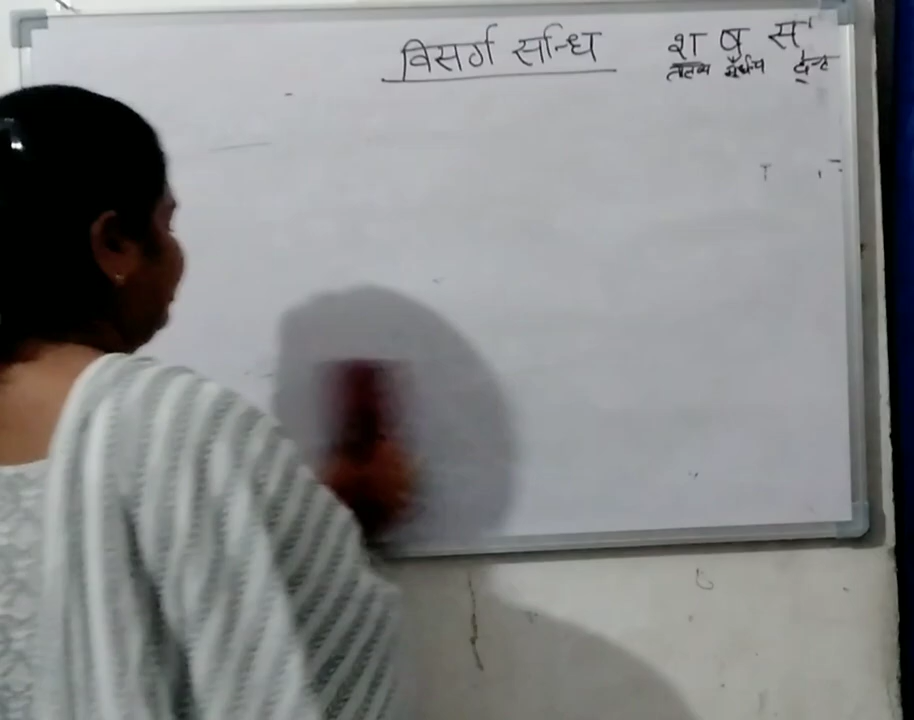 विसर्ग सन्धि
श ष स
तालव्य मूर्धन्य दन्त